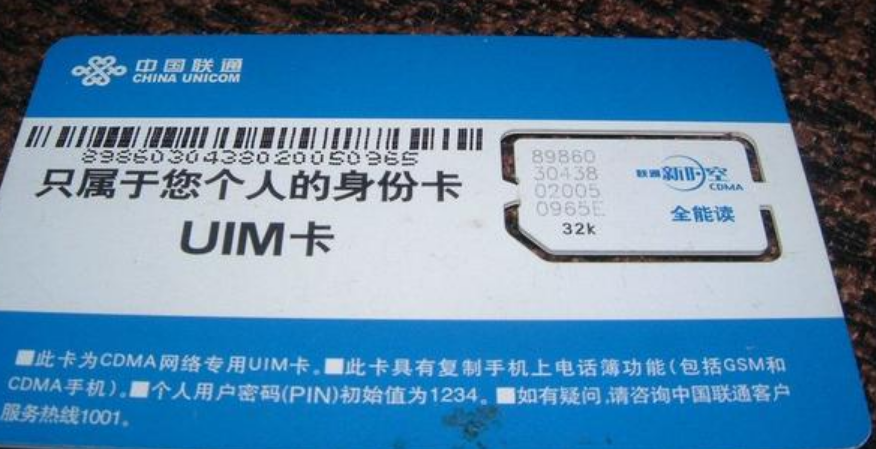 中国联通
CHINA UNICOM
8986030438020050965
只属于您个人的身份卡
UIM卡
89860
30438
02005
0965E
32k
联通新时空
CDMA
全能读
■此卡为CDMA网络专用UIM卡。■此卡具有复制手机上电话簿功能(包括GSM和
CDMA手机)。■个人用户密码(PIN)初始值为1234。■如有疑问,请咨询中国联通客户
服务热线1001。